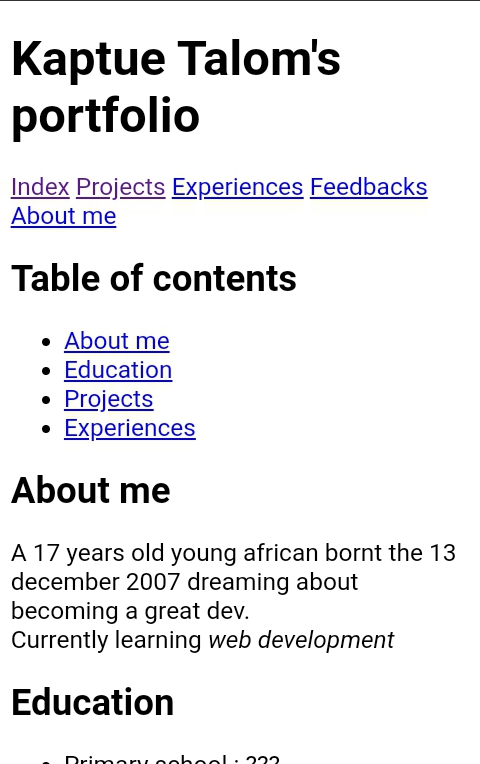 Kaptue Talom's
portfolio
Index Projects Experiences Feedbacks
About me
Table of contents
About me
Education
Projects
Experiences
About me
A 17 years old young african bornt the 13
december 2007 dreaming about
becoming a great dev.
Currently learning web development
Education
Primary school : ???